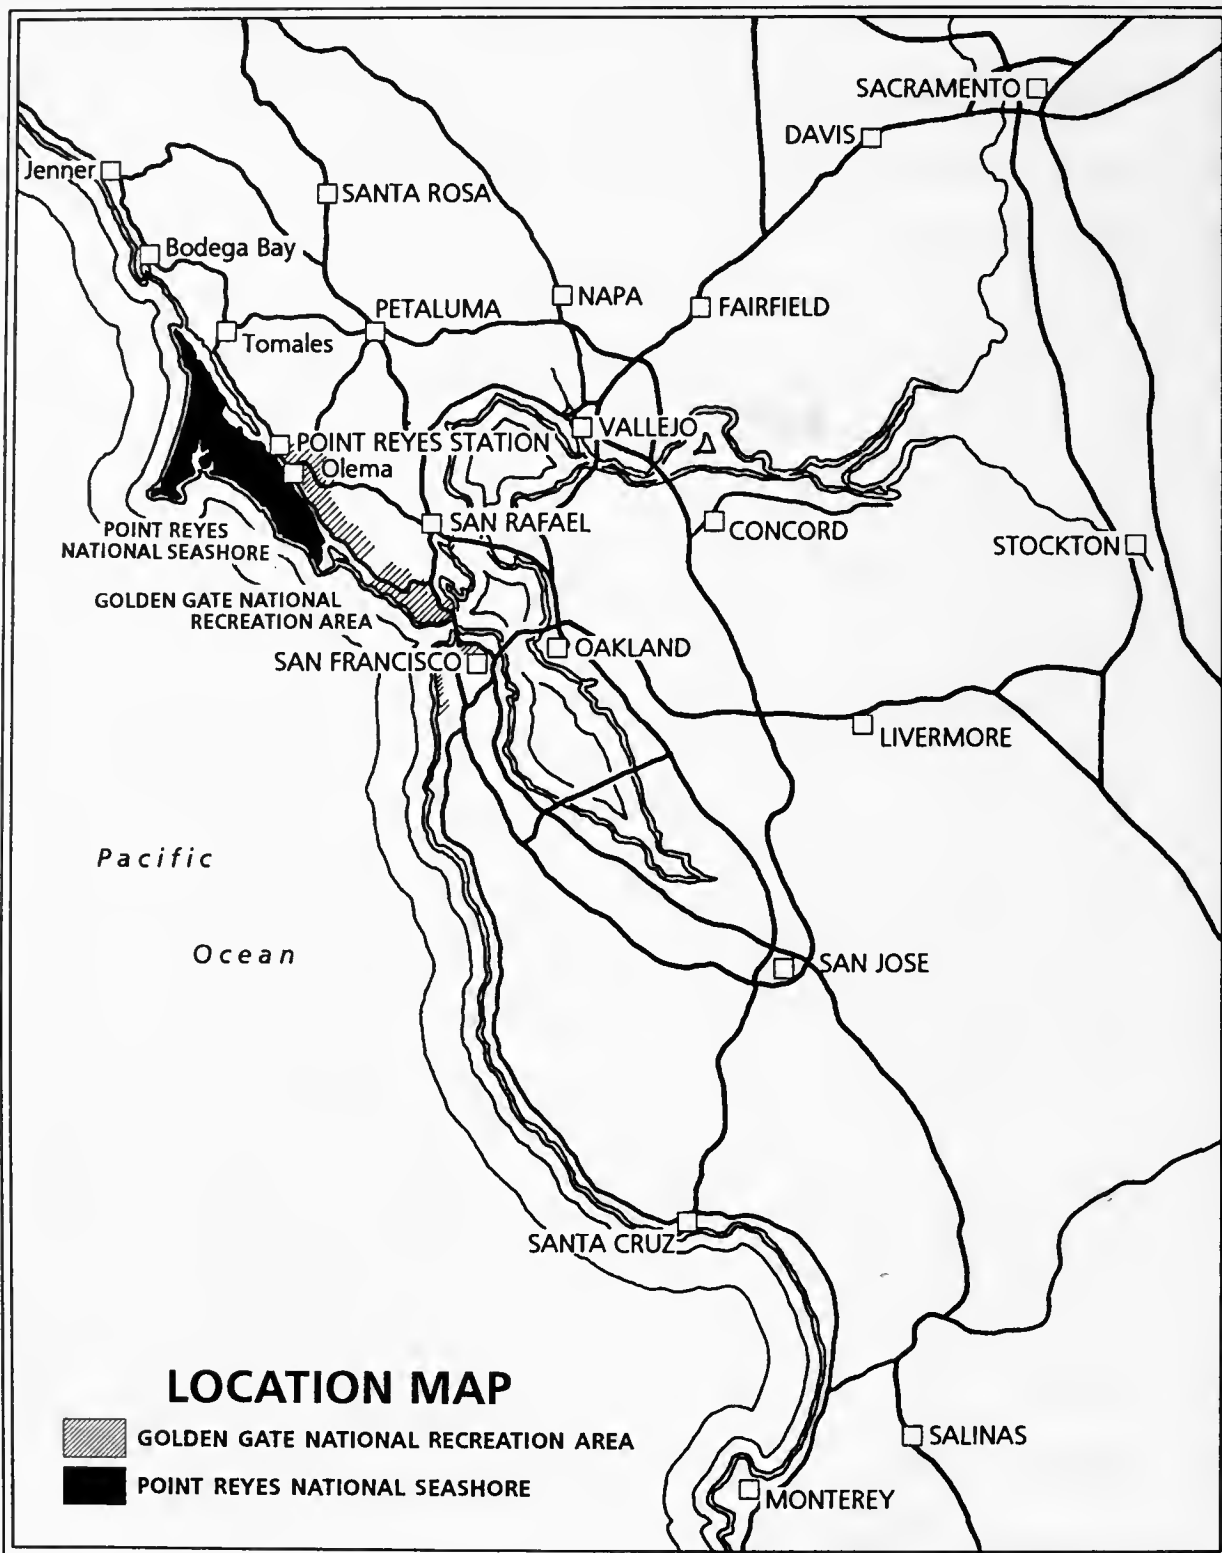 SACRAMENTO
DAVIS
Jenner
SANTA ROSA
Bodega Bay
NAPA
FAIRFIELD
PETALUMA
Tomales
VALLEJO
POINT REYES STATION
Olema
SAN RAFAEL
CONCORD
POINT REYES
NATIONAL SEASHORE
STOCKTON
GOLDEN GATE NATIONAL
RECREATION AREA
OAKLAND
SAN FRANCISCO
LIVERMORE
Pacific
Ocean
SAN JOSE
SANTA CRUZ
LOCATION MAP
GOLDEN GATE NATIONAL RECREATION AREA
POINT REYES NATIONAL SEASHORE
SALINAS
MONTEREY